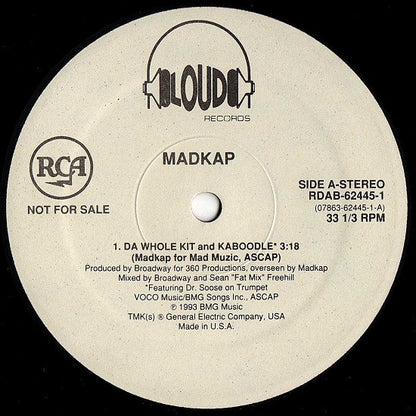 LOUD
RECORDS
MADKAP
RCA
NOT FOR SALE
SIDE A-STEREO
RDAB-62445-1
(07863-62445-1-A)
33 1/3 RPM
1. DA WHOLE KIT and KABOODLE* 3:18
(Madkap for Mad Muzic, ASCAP)
Produced by Broadway for 360 Productions, overseen by Madkap
Mixed by Broadway and Sean "Fat Mix" Freehill
*Featuring Dr. Soose on Trumpet
VOCO Music/BMG Songs Inc., ASCAP
℗ 1993 BMG Music
TMK(s) ® General Electric Company, USA
Made in U.S.A.